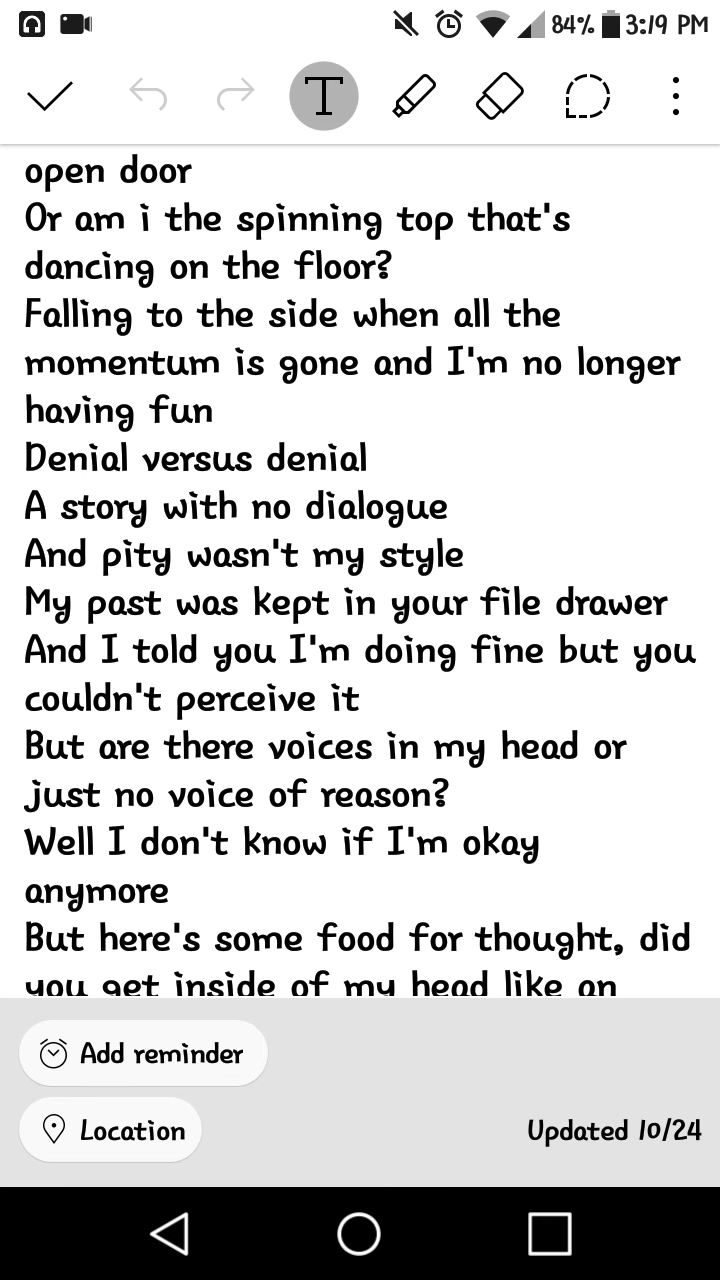 84% 3:19 PM
T
open door
Or am i the spinning top that's
dancing on the floor?
Falling to the side when all the
momentum is gone and I'm no longer
having fun
Denial versus denial
A story with no dialogue
And pity wasn't my style
My past was kept in your file drawer
And I told you I'm doing fine but you
couldn't perceive it
But are there voices in my head or
just no voice of reason?
Well I don't know if I'm okay
anymore
But here's some food for thought, did
you get inside of my head like an
Add reminder
Location
Updated 10/24